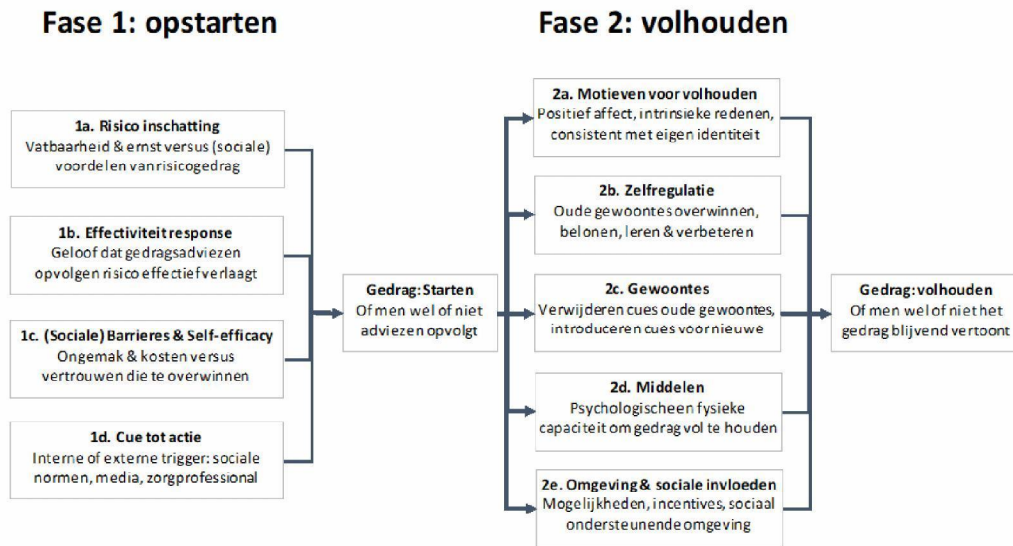 Fase 1: opstarten
1a. Risico inschatting
Vatbaarheid & ernst versus (sociale)
voordelen van risicogedrag
1b. Effectiviteit response
Geloof dat gedragsadviezen
opvolgen risico effectief verlaagt
1c. (Sociale) Barrieres & Self-efficacy
Ongemak & kosten versus
vertrouwen die te overwinnen
1d. Cue tot actie
Interne of externe trigger: sociale
normen, media, zorgprofessional
Gedrag: Starten
Of men wel of niet
adviezen opvolgt
Fase 2: volhouden
2a. Motieven voor volhouden
Positief affect, intrinsieke redenen,
consistent met eigen identiteit
2b. Zelfregulatie
Oude gewoontes overwinnen,
belonen, leren & verbeteren
2c. Gewoontes
Verwijderen cues oude gewoontes,
introduceren cues voor nieuwe
2d. Middelen
Psychologische en fysieke
capaciteit om gedrag vol te houden
2e. Omgeving & sociale invloeden
Mogelijkheden, incentives, sociaal
ondersteunende omgeving
Gedrag: volhouden
Of men wel of niet het
gedrag blijvend vertoont